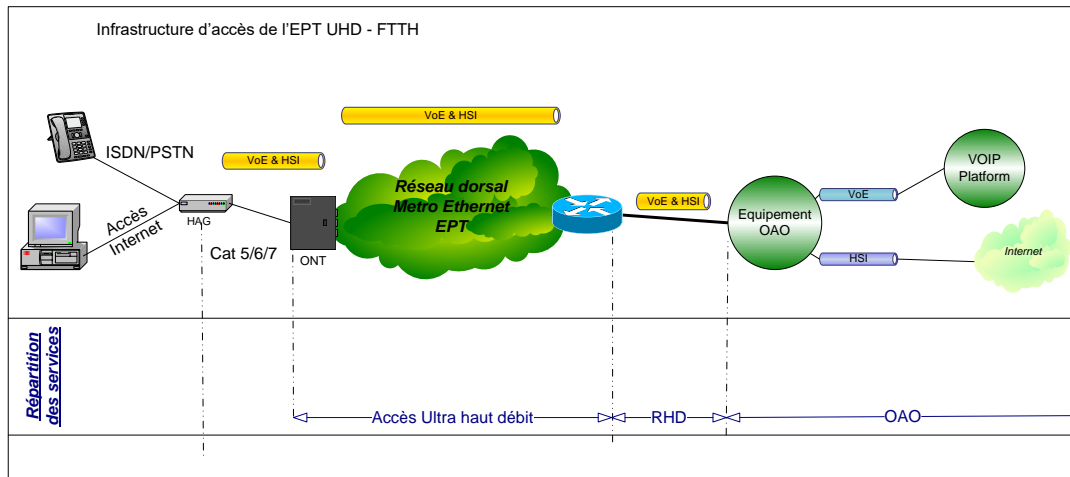 Infrastructure d'accès de l'EPT UHD - FTTH
VoE & HSI
ISDN/PSTN
VoE & HSI
Réseau dorsal
Metro Ethernet
EPT
VOIP
Platform
VoE
VoE & HSI
Equipement
OAO
Accès
Internet
HAG
Cat 5/6/7
ONT
HSI
Internet
Répartition
des services
Accès Ultra haut débit
RHD
OAO